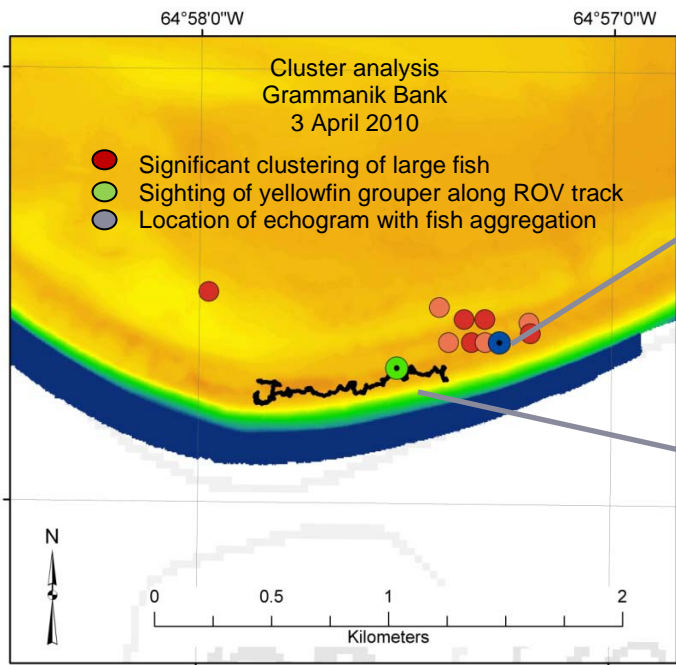 64°58'0"W 64°57'0"W
Cluster analysis
Grammanik Bank
3 April 2010
Significant clustering of large fish
Sighting of yellowfin grouper along ROV track
Location of echogram with fish aggregation
N
0 0.5 1 2
Kilometers